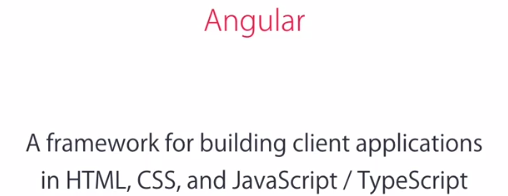 Angular
A framework for building client applications
in HTML, CSS, and JavaScript / TypeScript